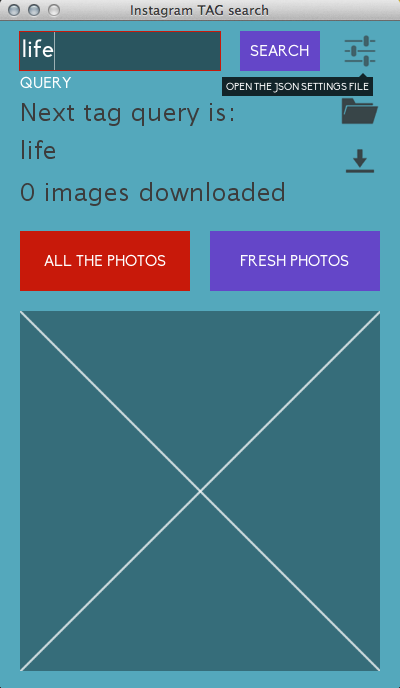 Instagram TAG search
life
SEARCH
QUERY
OPEN THE JSON SETTINGS FILE
Next tag query is:
life
0 images downloaded
ALL THE PHOTOS
FRESH PHOTOS